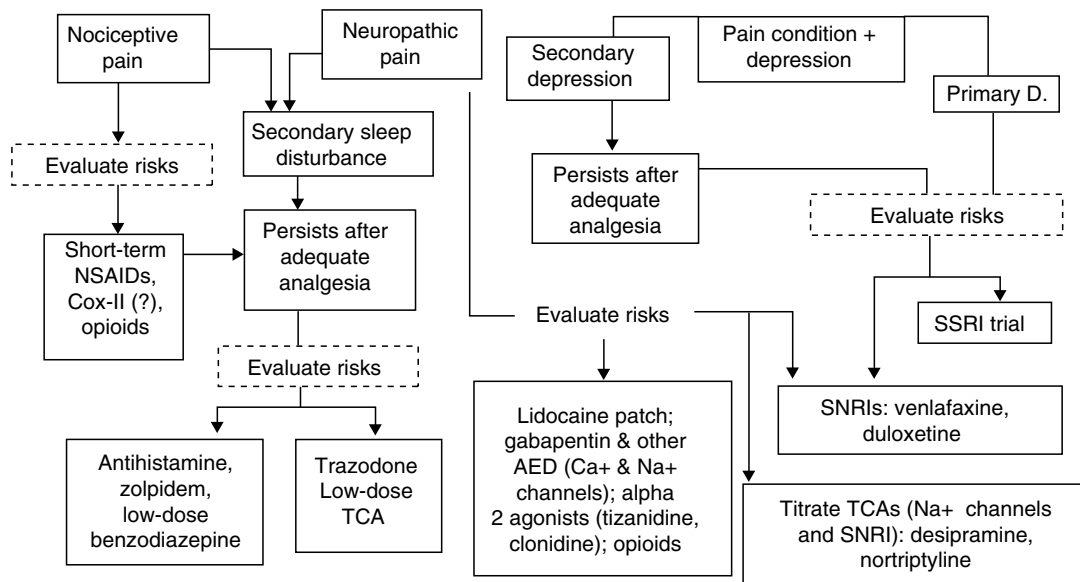 Nociceptive
pain
Neuropathic
pain
Secondary
depression
Pain condition +
depression
Primary D.
Evaluate risks
Secondary sleep
disturbance
Persists after
adequate
analgesia
Evaluate risks
Short-term
NSAIDs,
Cox-II (?),
opioids
Persists after
adequate
analgesia
Evaluate risks
SSRI trial
Evaluate risks
Lidocaine patch;
gabapentin & other
AED (Ca+ & Na+
channels); alpha
2 agonists (tizanidine,
clonidine); opioids
SNRIs: venlafaxine,
duloxetine
Antihistamine,
zolpidem,
low-dose
benzodiazepine
Trazodone
Low-dose
TCA
Titrate TCAs (Na+ channels
and SNRI): desipramine,
nortriptyline